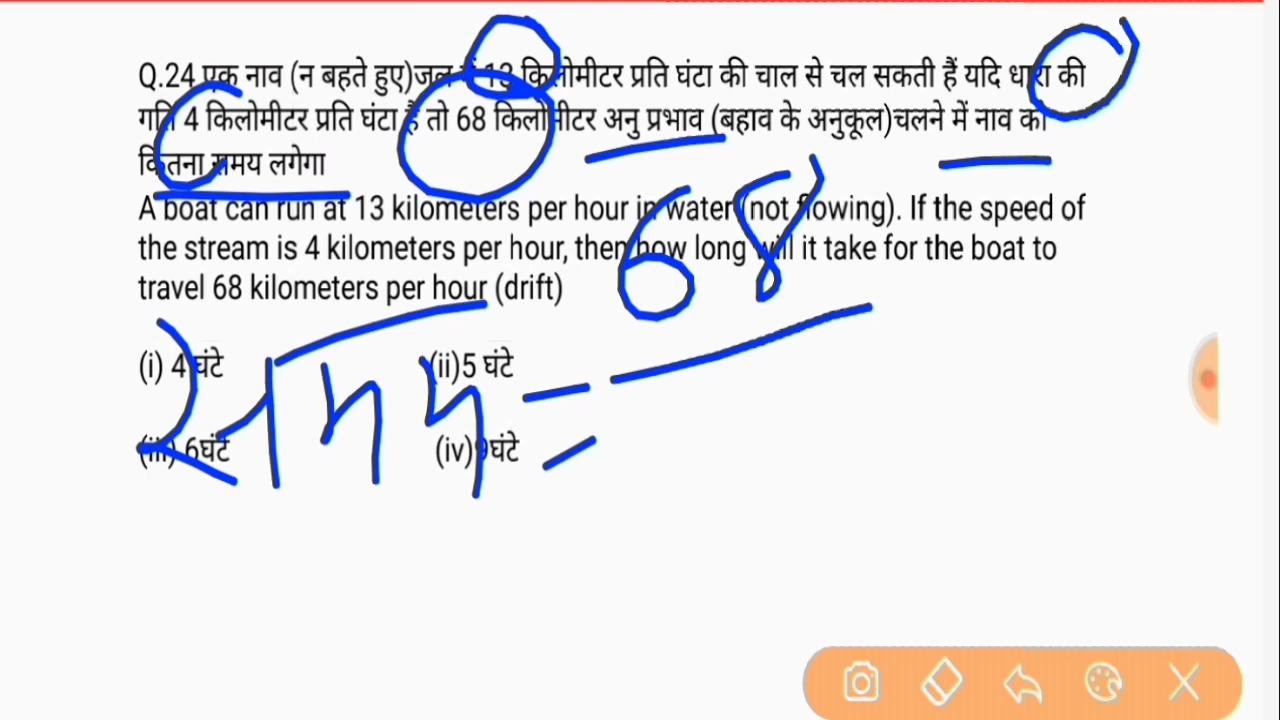 Q.24 एक नाव (न बहते हुए)जल में 13 किलोमीटर प्रति घंटा की चाल से चल सकती हैं यदि धारा की
गति 4 किलोमीटर प्रति घंटा है तो 68 किलोमीटर अनु प्रभाव (बहाव के अनुकूल)चलने में नाव को
कितना समय लगेगा
A boat can run at 13 kilometers per hour in water (not flowing). If the speed of
the stream is 4 kilometers per hour, then how long will it take for the boat to
travel 68 kilometers per hour (drift)
68
(i) 4 घंटे (ii)5 घंटे
समय =
(iii) 6घंटे (iv)9घंटे